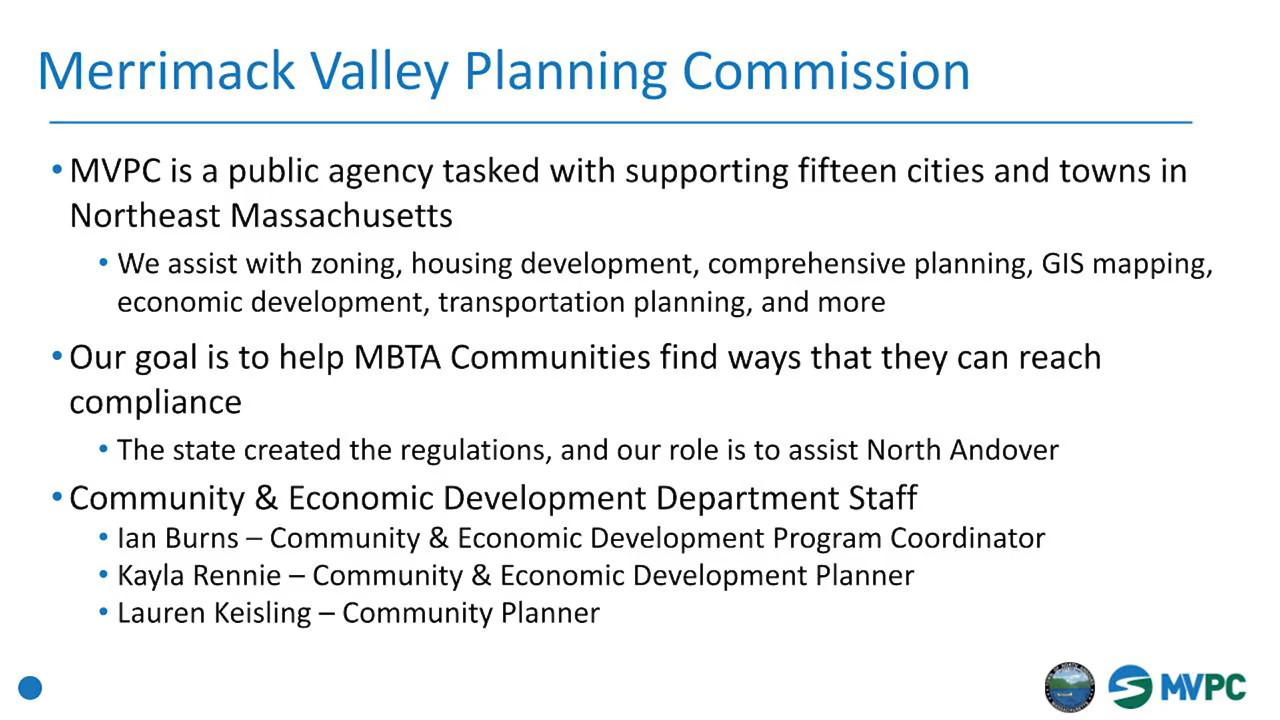 Merrimack Valley Planning Commission
• MVPC is a public agency tasked with supporting fifteen cities and towns in
Northeast Massachusetts
• We assist with zoning, housing development, comprehensive planning, GIS mapping,
economic development, transportation planning, and more
• Our goal is to help MBTA Communities find ways that they can reach
compliance
• The state created the regulations, and our role is to assist North Andover
• Community & Economic Development Department Staff
• Ian Burns – Community & Economic Development Program Coordinator
• Kayla Rennie – Community & Economic Development Planner
• Lauren Keisling – Community Planner
MVPC